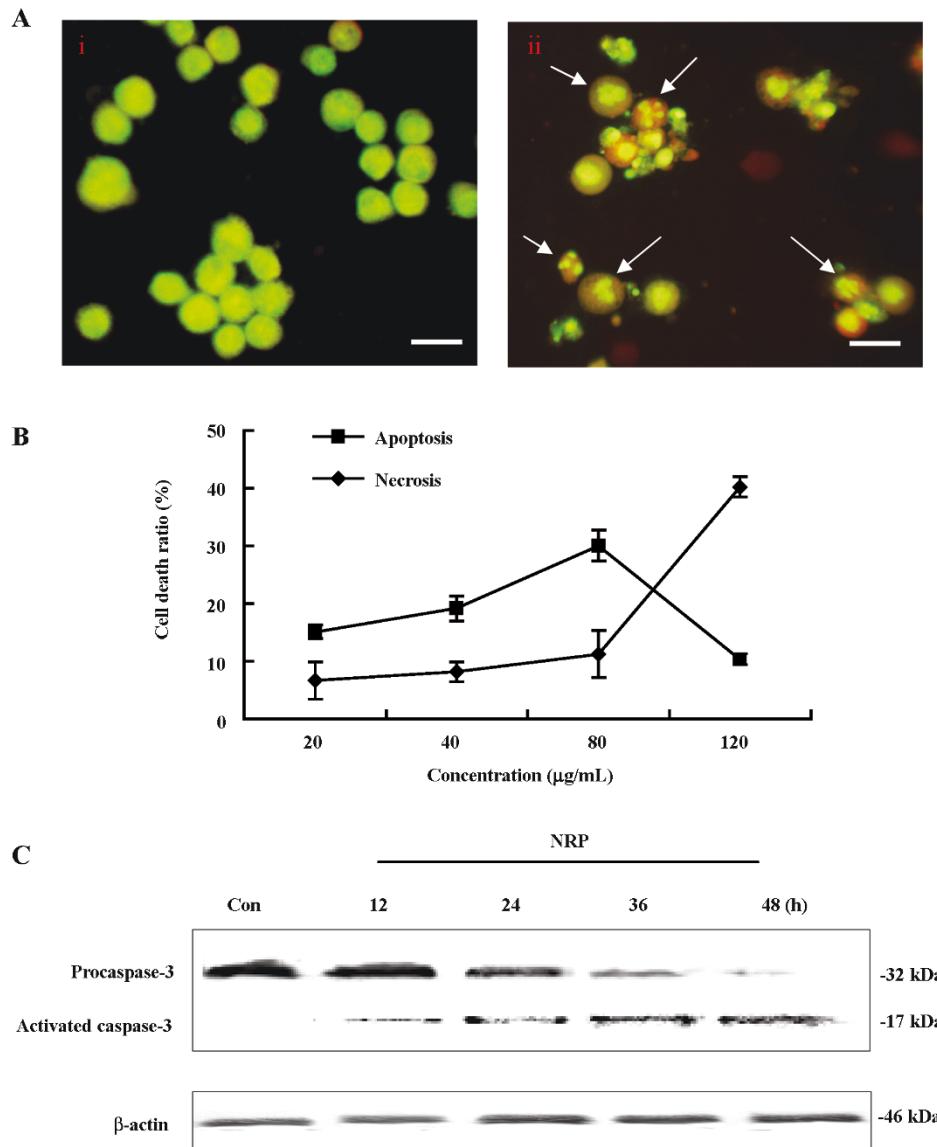 A
i
ii
B
50
40
30
20
10
0
Cell death ratio (%)
Apoptosis
Necrosis
20
40
80
120
Concentration (μg/mL)
C
NRP
Con
12
24
36
48 (h)
Procaspase-3
-32 kDa
Activated caspase-3
-17 kDa
β-actin
-46 kDa